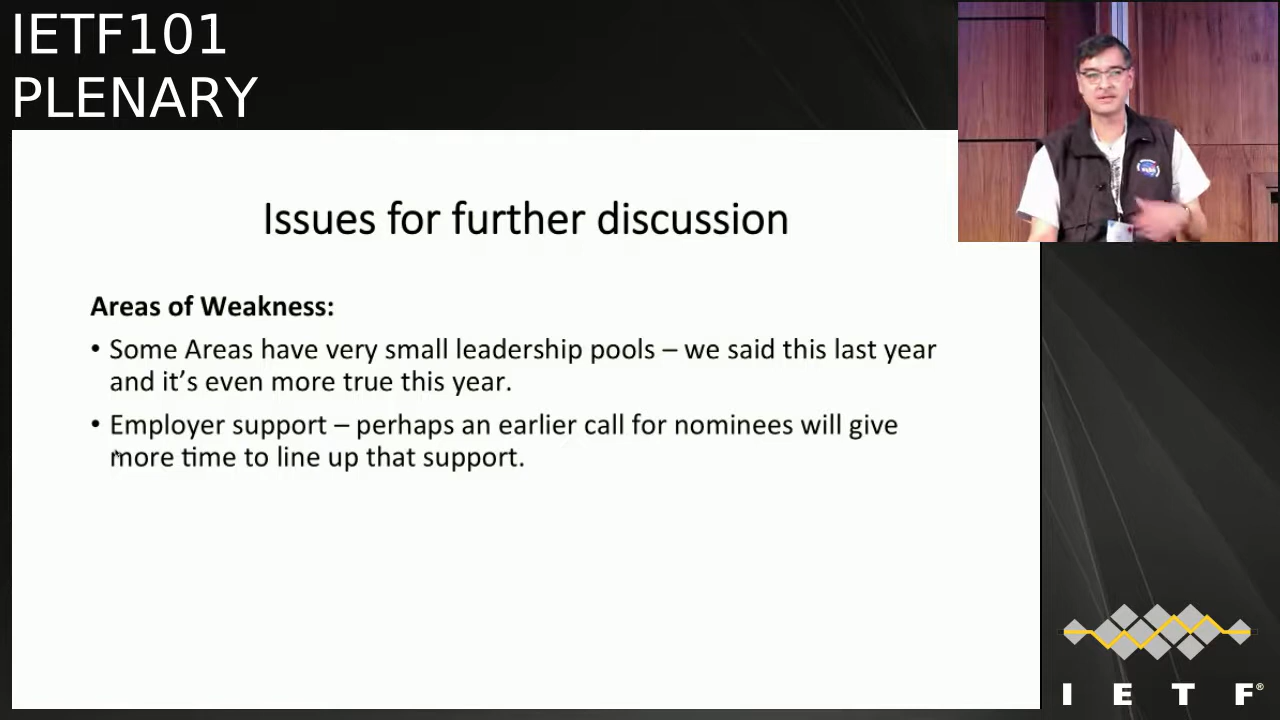 IETF101
PLENARY
Issues for further discussion
Areas of Weakness:
• Some Areas have very small leadership pools – we said this last year
and it’s even more true this year.
• Employer support – perhaps an earlier call for nominees will give
more time to line up that support.
NASA
I E T F®